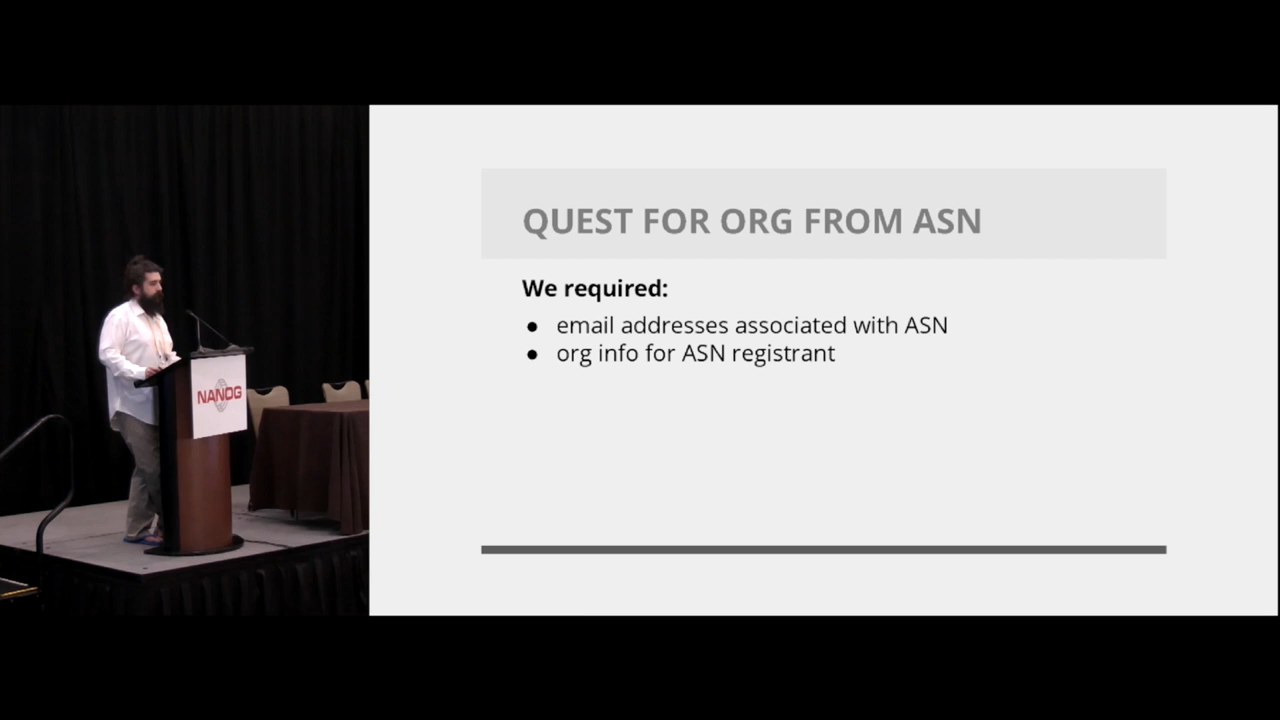 NANOG
QUEST FOR ORG FROM ASN
We required:
● email addresses associated with ASN
● org info for ASN registrant